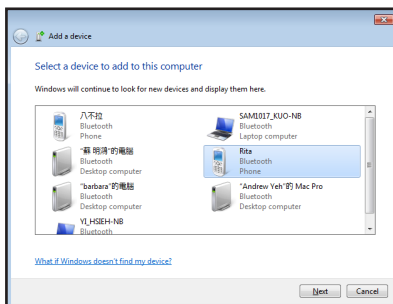 Add a device
Select a device to add to this computer
Windows will continue to look for new devices and display them here.
八不拉
Bluetooth
Phone
SAM1017_KUO-NB
Bluetooth
Laptop computer
"蘇 明鴻"的電腦
Bluetooth
Desktop computer
Rita
Bluetooth
Phone
"barbara"的電腦
Bluetooth
Desktop computer
"Andrew Yeh"的 Mac Pro
Bluetooth
Desktop computer
YI_HSIEH-NB
Bluetooth
What if Windows doesn't find my device?
Next
Cancel